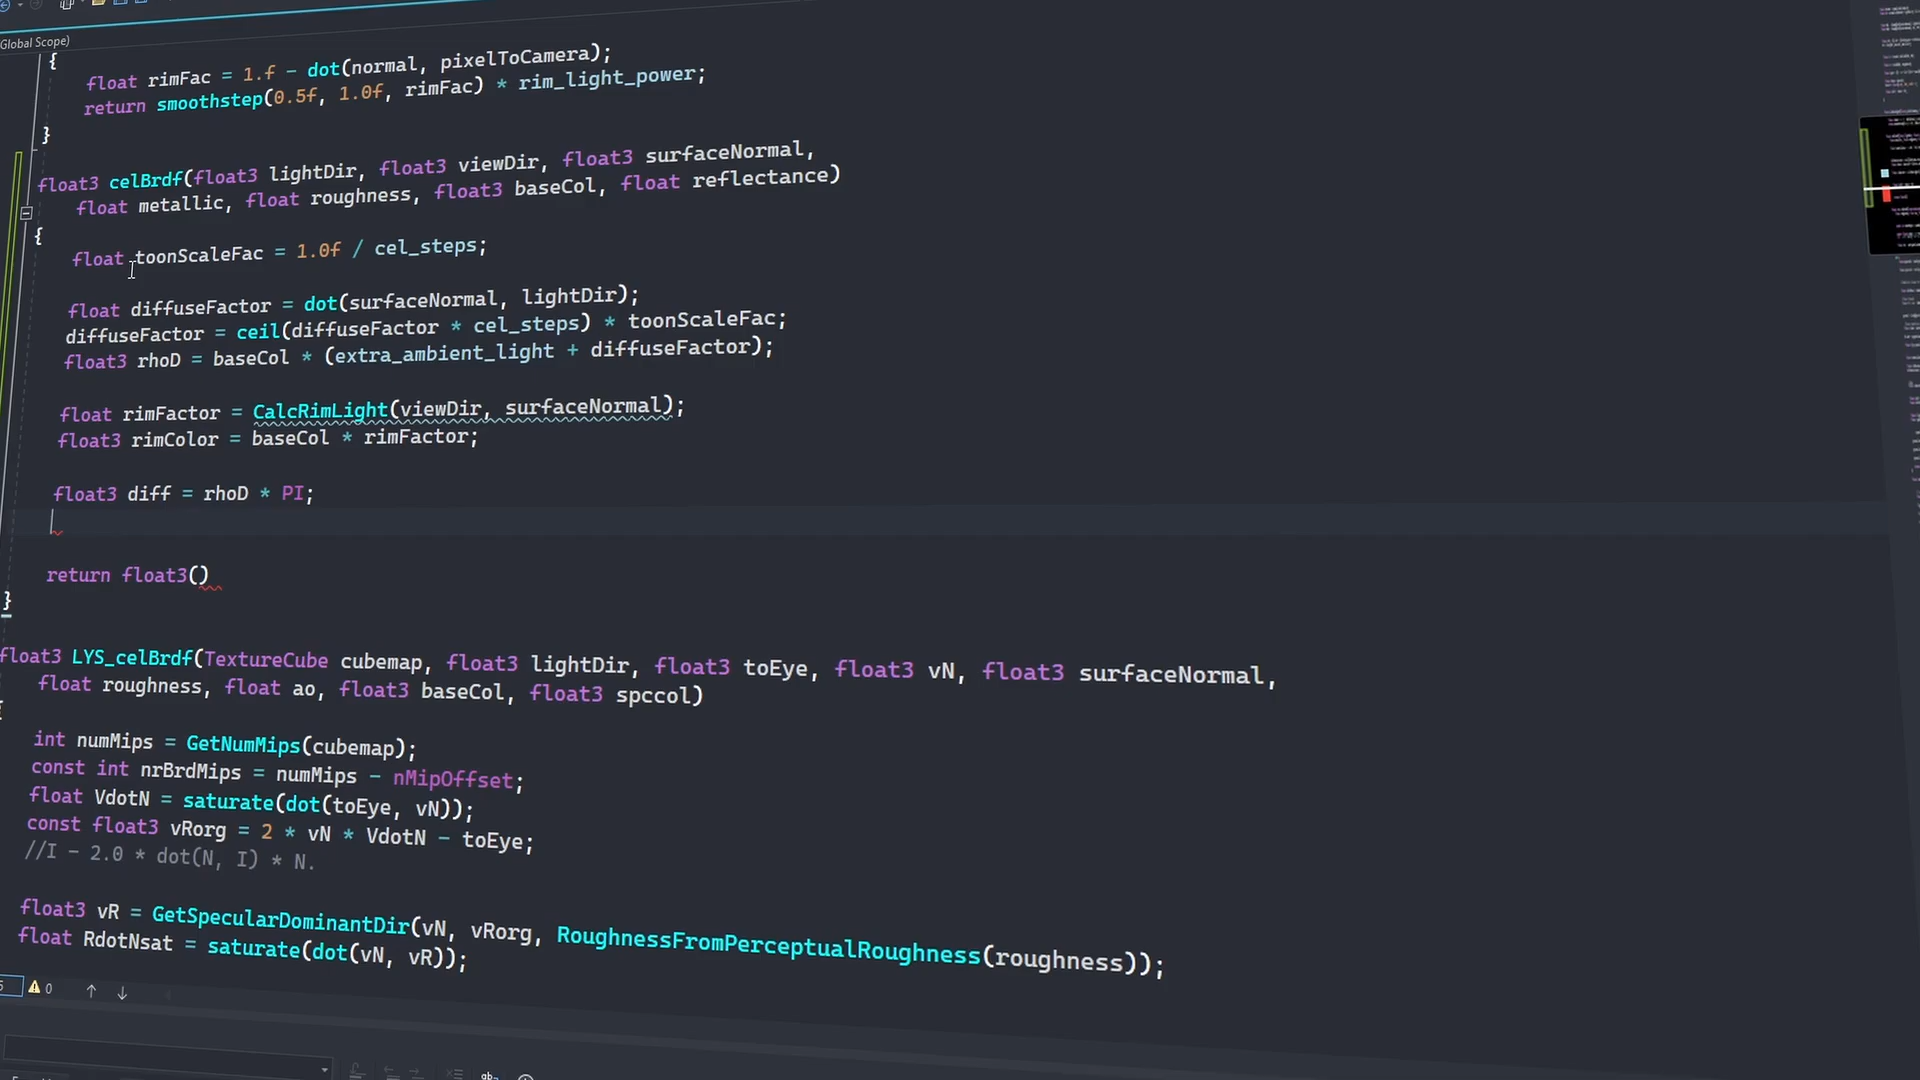 Global Scope)
{
float rimFac = 1.f - dot(normal, pixelToCamera);
return smoothstep(0.5f, 1.0f, rimFac) * rim_light_power;
}
float3 celBrdf(float3 lightDir, float3 viewDir, float3 surfaceNormal,
float metallic, float roughness, float3 baseCol, float reflectance)
{
float toonScaleFac = 1.0f / cel_steps;
float diffuseFactor = dot(surfaceNormal, lightDir);
diffuseFactor = ceil(diffuseFactor * cel_steps) * toonScaleFac;
float3 rhoD = baseCol * (extra_ambient_light + diffuseFactor);
float rimFactor = CalcRimLight(viewDir, surfaceNormal);
float3 rimColor = baseCol * rimFactor;
float3 diff = rhoD * PI;
return float3()
}
float3 LYS_celBrdf(TextureCube cubemap, float3 lightDir, float3 toEye, float3 vN, float3 surfaceNormal,
float roughness, float ao, float3 baseCol, float3 spccol)
{
int numMips = GetNumMips(cubemap);
const int nrBrdMips = numMips - nMipOffset;
float VdotN = saturate(dot(toEye, vN));
const float3 vRorg = 2 * vN * VdotN - toEye;
//I - 2.0 * dot(N, I) * N.
float3 vR = GetSpecularDominantDir(vN, vRorg, RoughnessFromPerceptualRoughness(roughness));
float RdotNsat = saturate(dot(vN, vR));
0